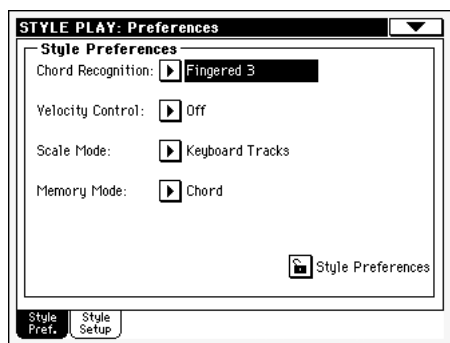 STYLE PLAY: Preferences
Style Preferences
Chord Recognition: Fingered 3
Velocity Control: Off
Scale Mode: Keyboard Tracks
Memory Mode: Chord
Style Preferences
Style Pref.
Style Setup